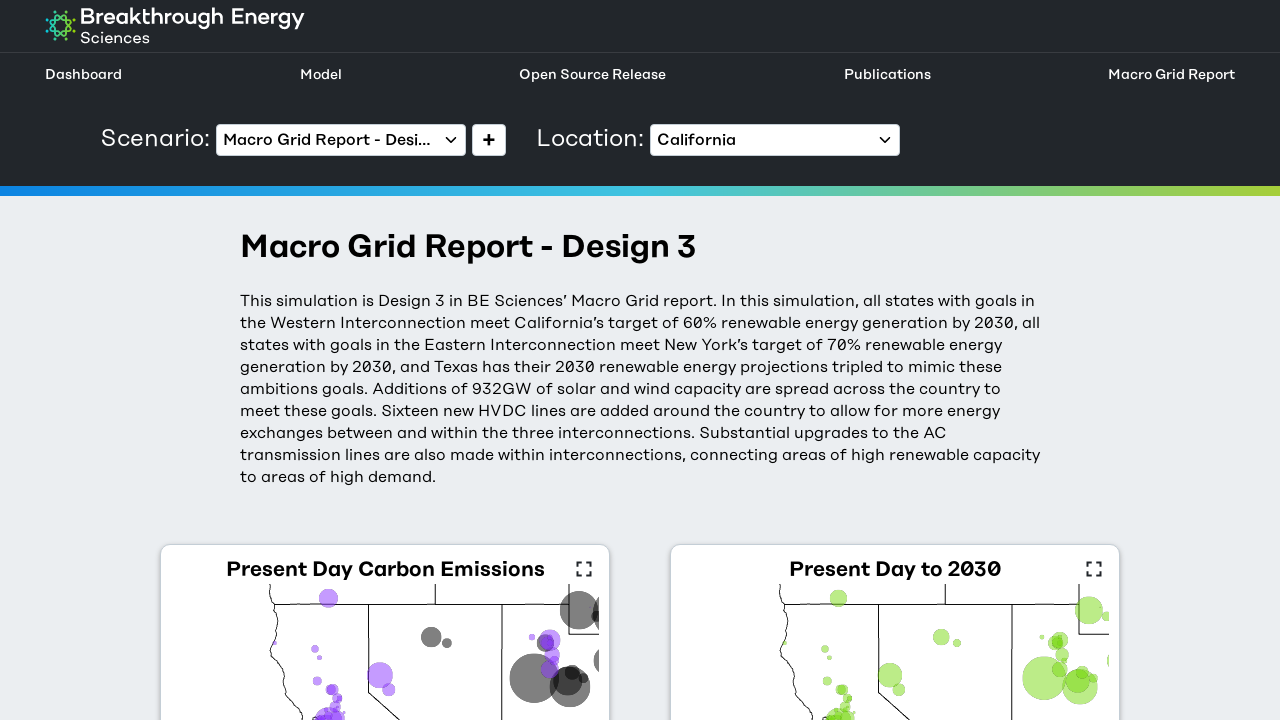 Breakthrough Energy
Sciences
Dashboard
Model
Open Source Release
Publications
Macro Grid Report
Scenario: Macro Grid Report - Desi... + Location: California
Macro Grid Report - Design 3
This simulation is Design 3 in BE Sciences’ Macro Grid report. In this simulation, all states with goals in
the Western Interconnection meet California’s target of 60% renewable energy generation by 2030, all
states with goals in the Eastern Interconnection meet New York’s target of 70% renewable energy
generation by 2030, and Texas has their 2030 renewable energy projections tripled to mimic these
ambitions goals. Additions of 932GW of solar and wind capacity are spread across the country to
meet these goals. Sixteen new HVDC lines are added around the country to allow for more energy
exchanges between and within the three interconnections. Substantial upgrades to the AC
transmission lines are also made within interconnections, connecting areas of high renewable capacity
to areas of high demand.
Present Day Carbon Emissions
Present Day to 2030